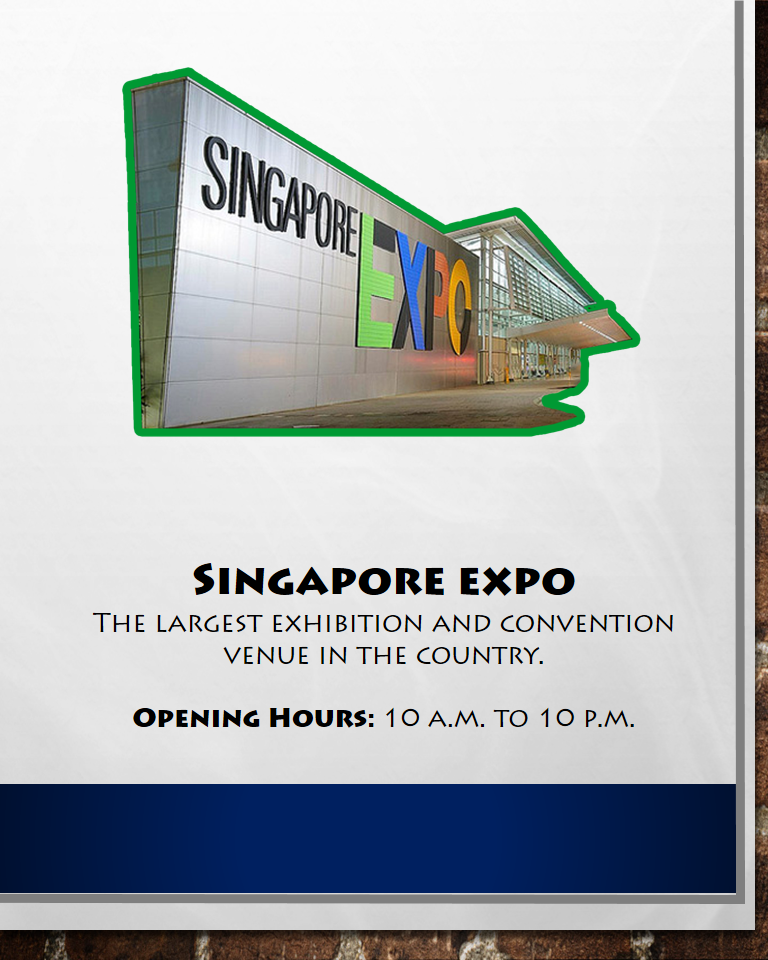 SINGAPORE
EXPO
SINGAPORE EXPO
THE LARGEST EXHIBITION AND CONVENTION
VENUE IN THE COUNTRY.
OPENING HOURS: 10 A.M. TO 10 P.M.